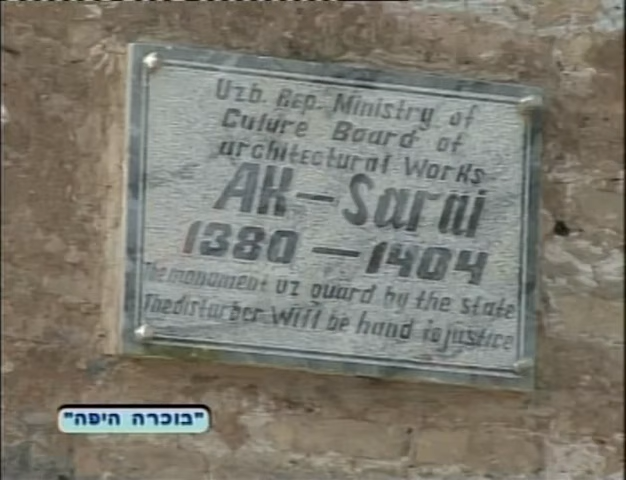 Uzb. Rep. Ministry of
Culure Board of
architectural Works
AK-Sarai
1380-1404
The monument uz guard by the state
The disturber Will be hand to justice
"בוכרה היפה"